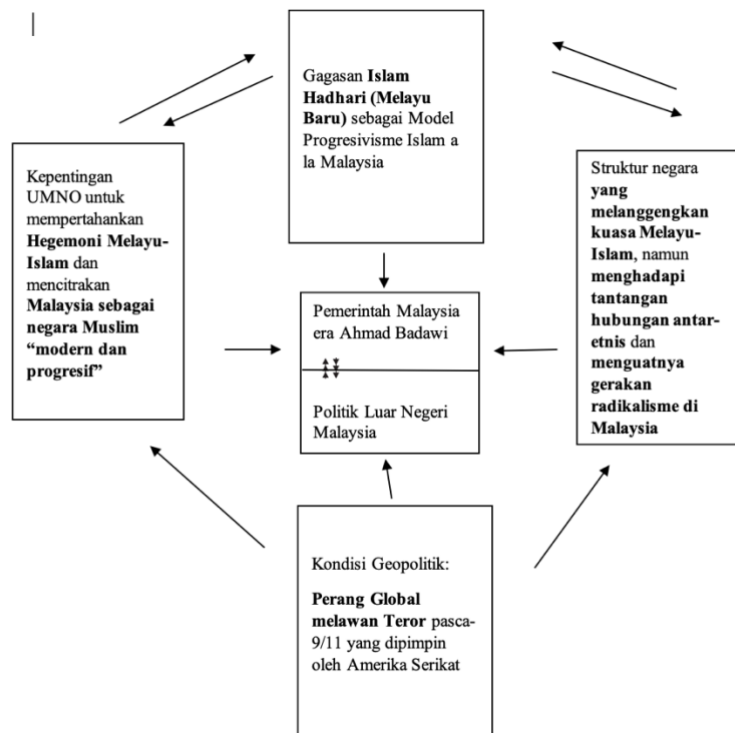 Gagasan Islam
Hadhari (Melayu
Baru) sebagai Model
Progresivisme Islam a
la Malaysia
Kepentingan
UMNO untuk
mempertahankan
Hegemoni Melayu-
Islam dan
mencitrakan
Malaysia sebagai
negara Muslim
“modern dan
progresif”
Pemerintah Malaysia
era Ahmad Badawi
Politik Luar Negeri
Malaysia
Struktur negara
yang
melanggengkan
kuasa Melayu-
Islam, namun
menghadapi
tantangan
hubungan antar-
etnis dan
menguatnya
gerakan
radikalisme di
Malaysia
Kondisi Geopolitik:
Perang Global
melawan Teror pasca-
9/11 yang dipimpin
oleh Amerika Serikat